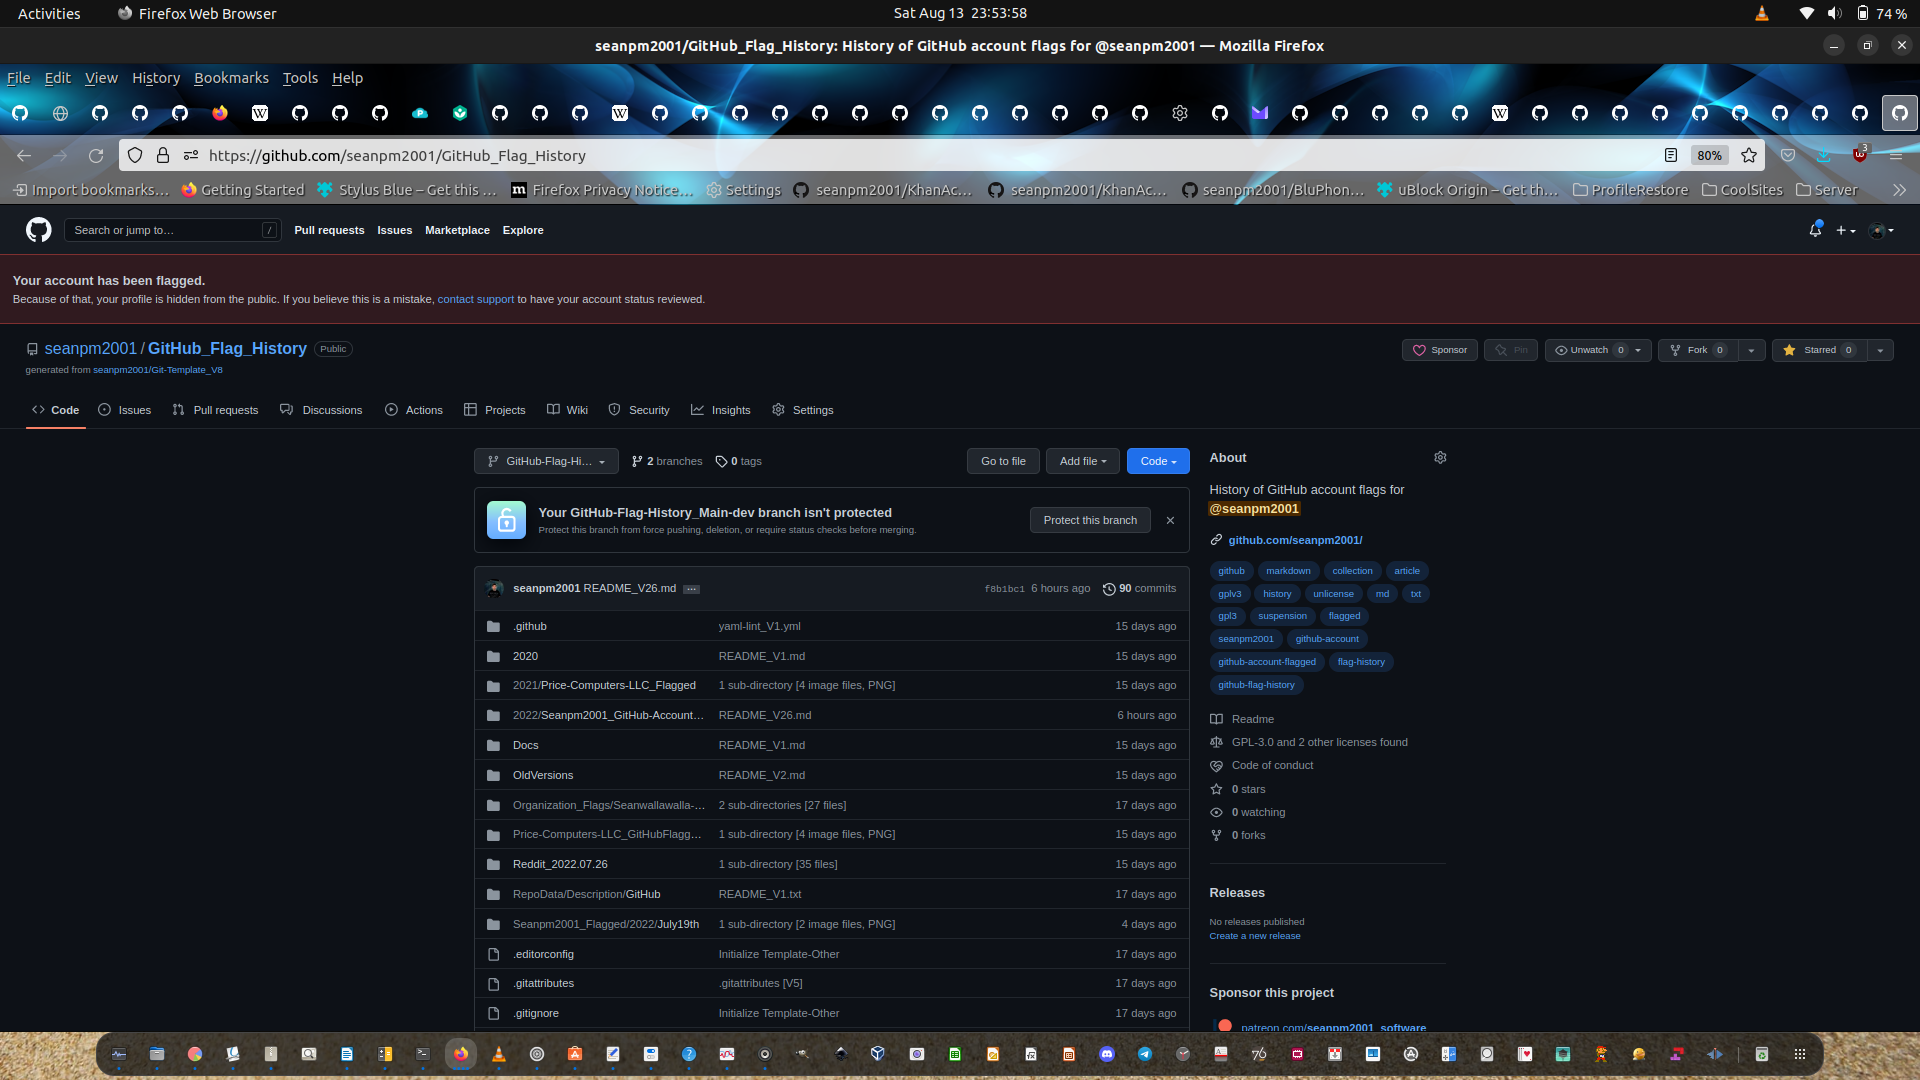 Activities
Firefox Web Browser
Sat Aug 13 23:53:58
74 %
seanpm2001/GitHub_Flag_History: History of GitHub account flags for @seanpm2001 — Mozilla Firefox
File Edit View History Bookmarks Tools Help
https://github.com/seanpm2001/GitHub_Flag_History
80%
3
Import bookmarks… Getting Started Stylus Blue – Get this … Firefox Privacy Notice… Settings seanpm2001/KhanAc… seanpm2001/KhanAc… seanpm2001/BluPhon… uBlock Origin – Get th… ProfileRestore CoolSites Server
Search or jump to… /
Pull requests Issues Marketplace Explore
Your account has been flagged.
Because of that, your profile is hidden from the public. If you believe this is a mistake, contact support to have your account status reviewed.
seanpm2001 / GitHub_Flag_History Public
generated from seanpm2001/Git-Template_V8
Sponsor Pin Unwatch 0 Fork 0 Starred 0
Code Issues Pull requests Discussions Actions Projects Wiki Security Insights Settings
GitHub-Flag-Hi… 2 branches 0 tags
Go to file Add file Code
Your GitHub-Flag-History_Main-dev branch isn't protected
Protect this branch from force pushing, deletion, or require status checks before merging.
Protect this branch
seanpm2001 README_V26.md … f8b1bc1 6 hours ago 90 commits
.github yaml-lint_V1.yml 15 days ago
2020 README_V1.md 15 days ago
2021/Price-Computers-LLC_Flagged 1 sub-directory [4 image files, PNG] 15 days ago
2022/Seanpm2001_GitHub-Account… README_V26.md 6 hours ago
Docs README_V1.md 15 days ago
OldVersions README_V2.md 15 days ago
Organization_Flags/Seanwallawalla-… 2 sub-directories [27 files] 17 days ago
Price-Computers-LLC_GitHubFlagg… 1 sub-directory [4 image files, PNG] 15 days ago
Reddit_2022.07.26 1 sub-directory [35 files] 15 days ago
RepoData/Description/GitHub README_V1.txt 17 days ago
Seanpm2001_Flagged/2022/July19th 1 sub-directory [2 image files, PNG] 4 days ago
.editorconfig Initialize Template-Other 17 days ago
.gitattributes .gitattributes [V5] 17 days ago
.gitignore Initialize Template-Other 17 days ago
About
History of GitHub account flags for
@seanpm2001
github.com/seanpm2001/
github markdown collection article
gplv3 history unlicense md txt
gpl3 suspension flagged
seanpm2001 github-account
github-account-flagged flag-history
github-flag-history
Readme
GPL-3.0 and 2 other licenses found
Code of conduct
0 stars
0 watching
0 forks
Releases
No releases published
Create a new release
Sponsor this project
patreon.com/seanpm2001_software